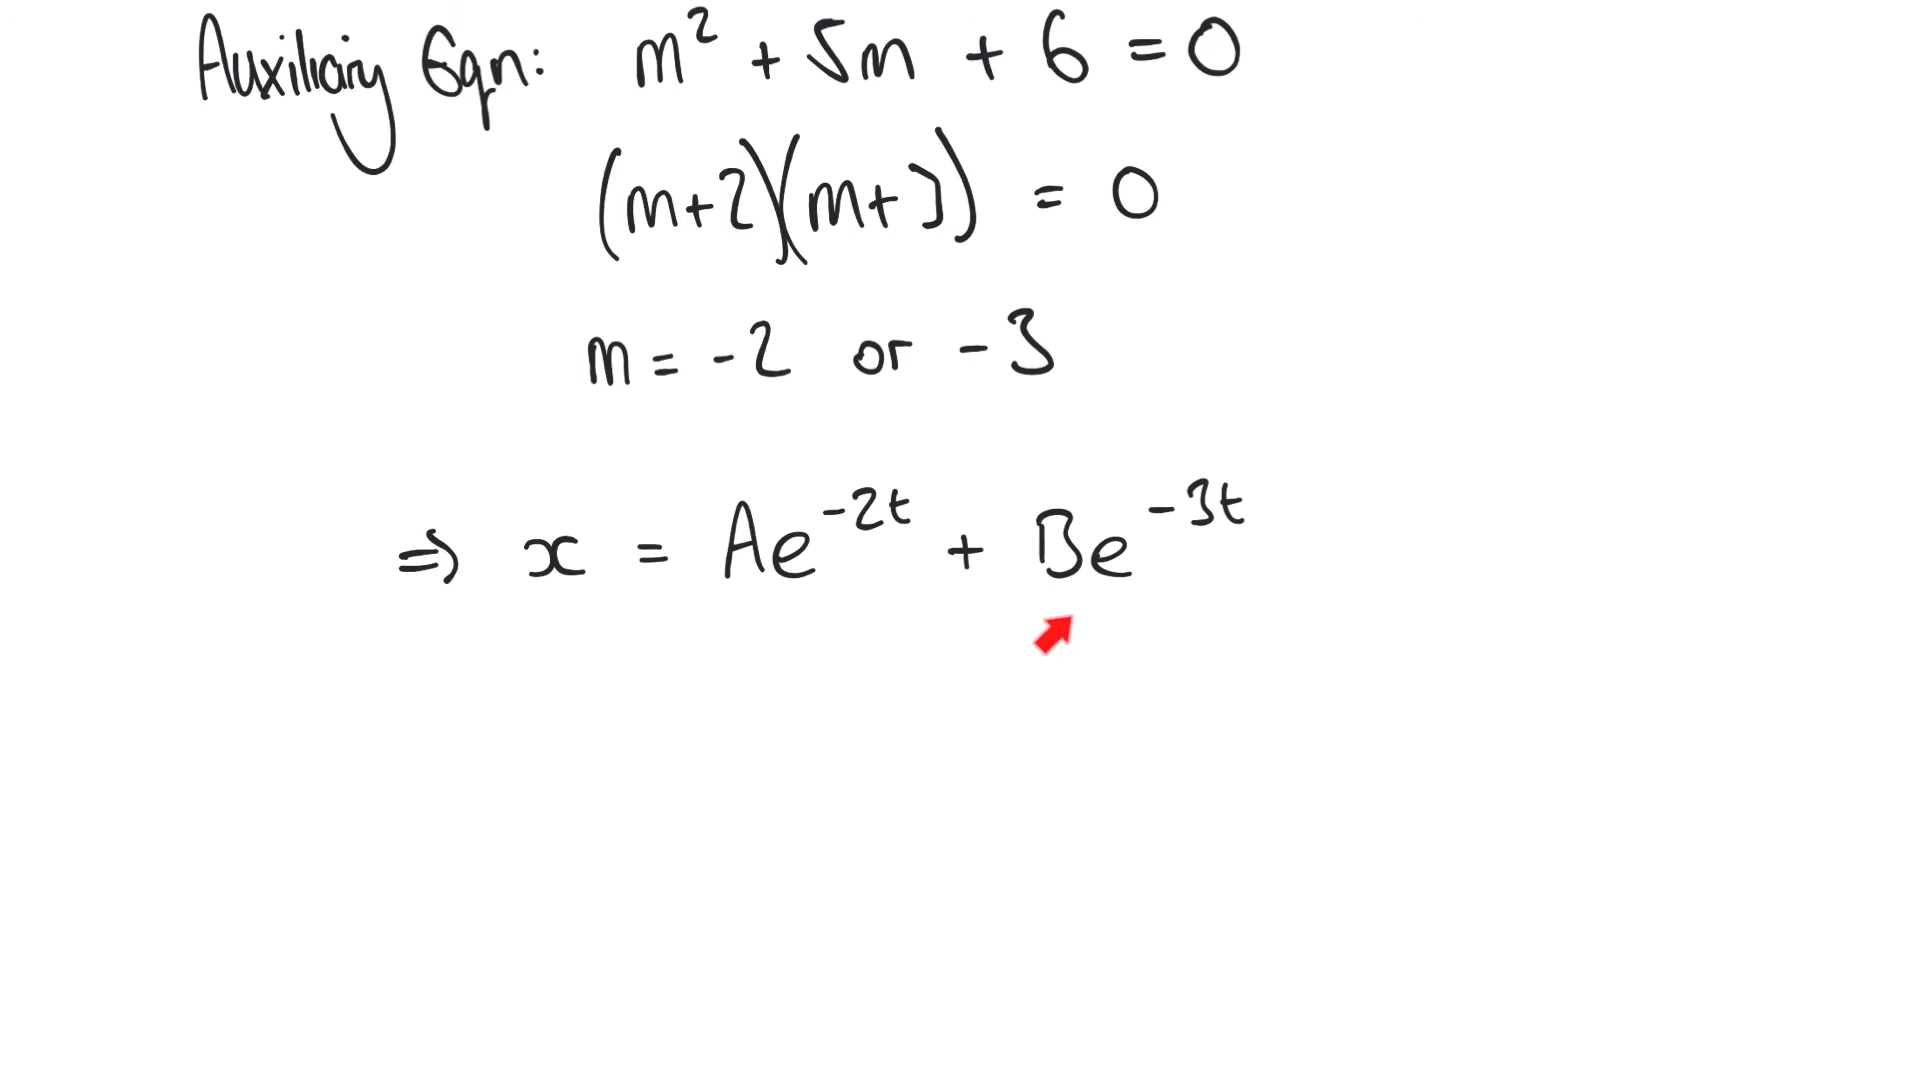 Auxiliary Eqn: m² + 5m + 6 = 0
(m+2)(m+3) = 0
m = -2 or -3
⇒ x = Ae⁻²ᵗ + Be⁻³ᵗ